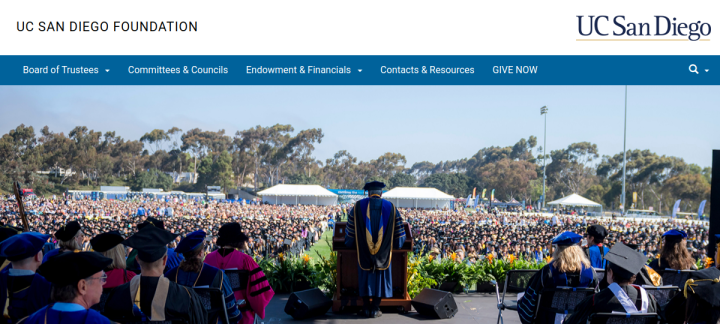 UC SAN DIEGO FOUNDATION
UC San Diego
Board of Trustees
Committees & Councils
Endowment & Financials
Contacts & Resources
GIVE NOW